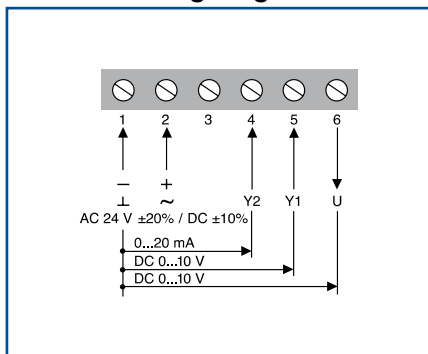 1 2 3 4 5 6
− +
⊥ ~ Y2 Y1 U
AC 24 V ±20% / DC ±10%
0...20 mA
DC 0...10 V
DC 0...10 V